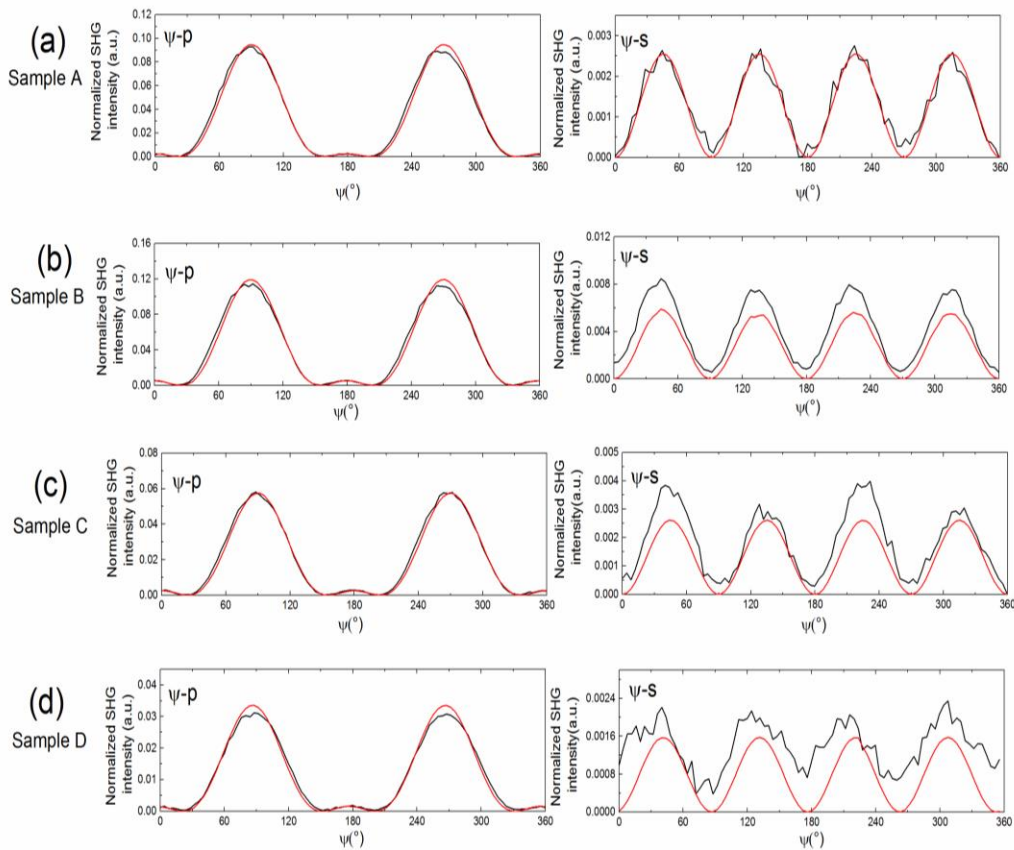 (a)
Sample A
Normalized SHG
intensity (a.u.)
0.12
0.10
0.08
0.06
0.04
0.02
0.00
ψ-p
0 60 120 180 240 300 360
ψ(°)
Normalized SHG
intensity (a.u.)
0.003
0.002
0.001
0.000
ψ-s
0 60 120 180 240 300 360
ψ(°)
(b)
Sample B
Normalized SHG
intensity (a.u.)
0.16
0.12
0.08
0.04
0.00
ψ-p
0 60 120 180 240 300 360
ψ(°)
Normalized SHG
intensity(a.u.)
0.012
0.009
0.006
0.003
0.000
ψ-s
0 60 120 180 240 300 360
ψ(°)
(c)
Sample C
Normalized SHG
intensity (a.u.)
0.08
0.06
0.04
0.02
0.00
ψ-p
0 60 120 180 240 300 360
ψ(°)
Normalized SHG
intensity(a.u.)
0.005
0.004
0.003
0.002
0.001
0.000
ψ-s
0 60 120 180 240 300 360
ψ(°)
(d)
Sample D
Normalized SHG
intensity (a.u.)
0.04
0.03
0.02
0.01
0.00
ψ-p
0 60 120 180 240 300 360
ψ(°)
Normalized SHG
intensity(a.u.)
0.0024
0.0016
0.0008
0.0000
ψ-s
0 60 120 180 240 300 360
ψ(°)